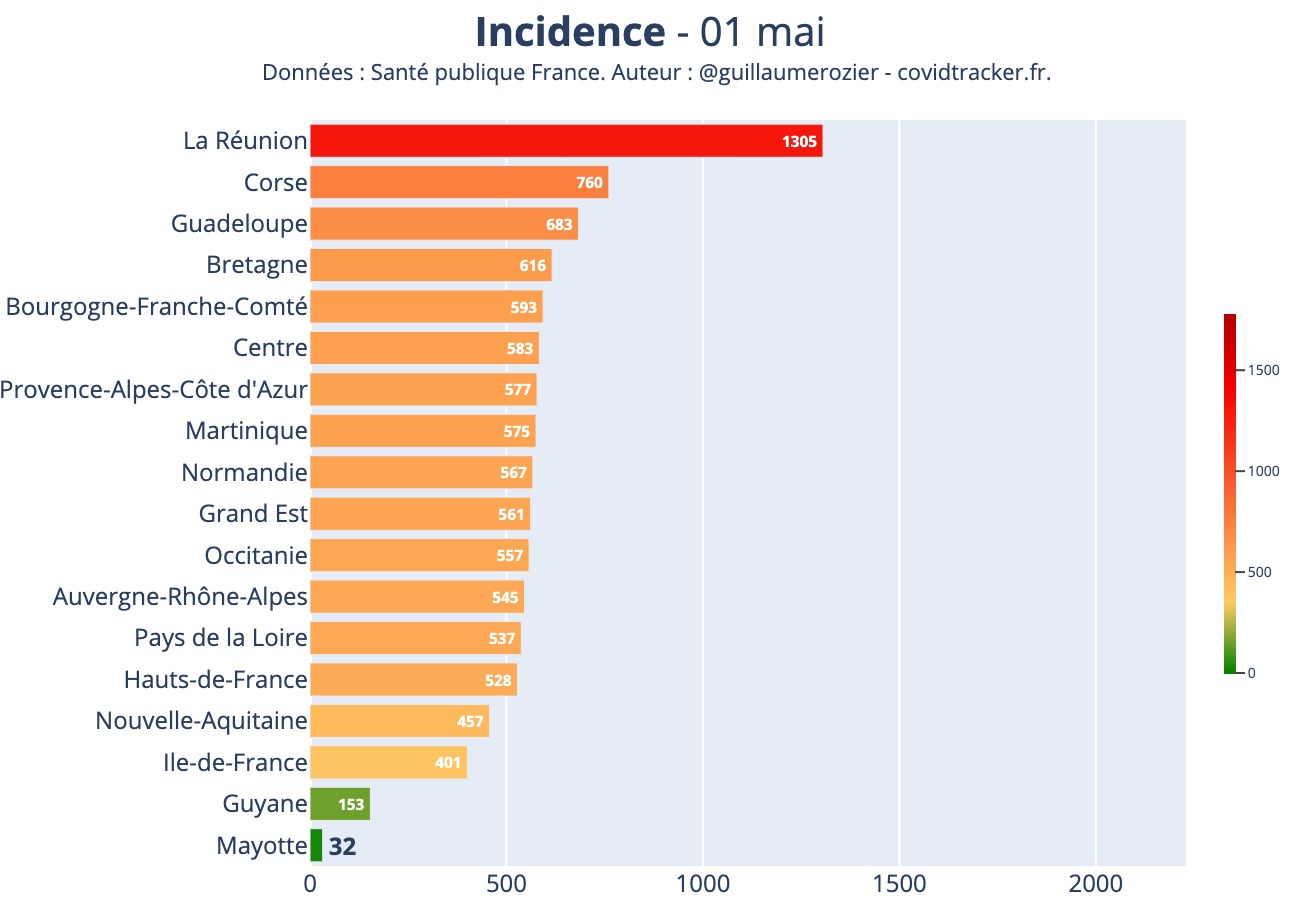 Incidence - 01 mai
Données : Santé publique France. Auteur : @guillaumerozier - covidtracker.fr.
La Réunion 1305
Corse 760
Guadeloupe 683
Bretagne 616
Bourgogne-Franche-Comté 593
Centre 583
Provence-Alpes-Côte d'Azur 577
Martinique 575
Normandie 567
Grand Est 561
Occitanie 557
Auvergne-Rhône-Alpes 545
Pays de la Loire 537
Hauts-de-France 528
Nouvelle-Aquitaine 457
Ile-de-France 401
Guyane 153
Mayotte 32
0 500 1000 1500 2000
1500
1000
500
0